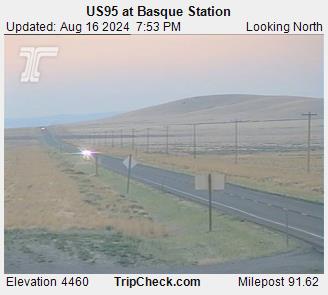 US95 at Basque Station
Updated: Aug 16 2024 7:53 PM Looking North
Elevation 4460 TripCheck.com Milepost 91.62